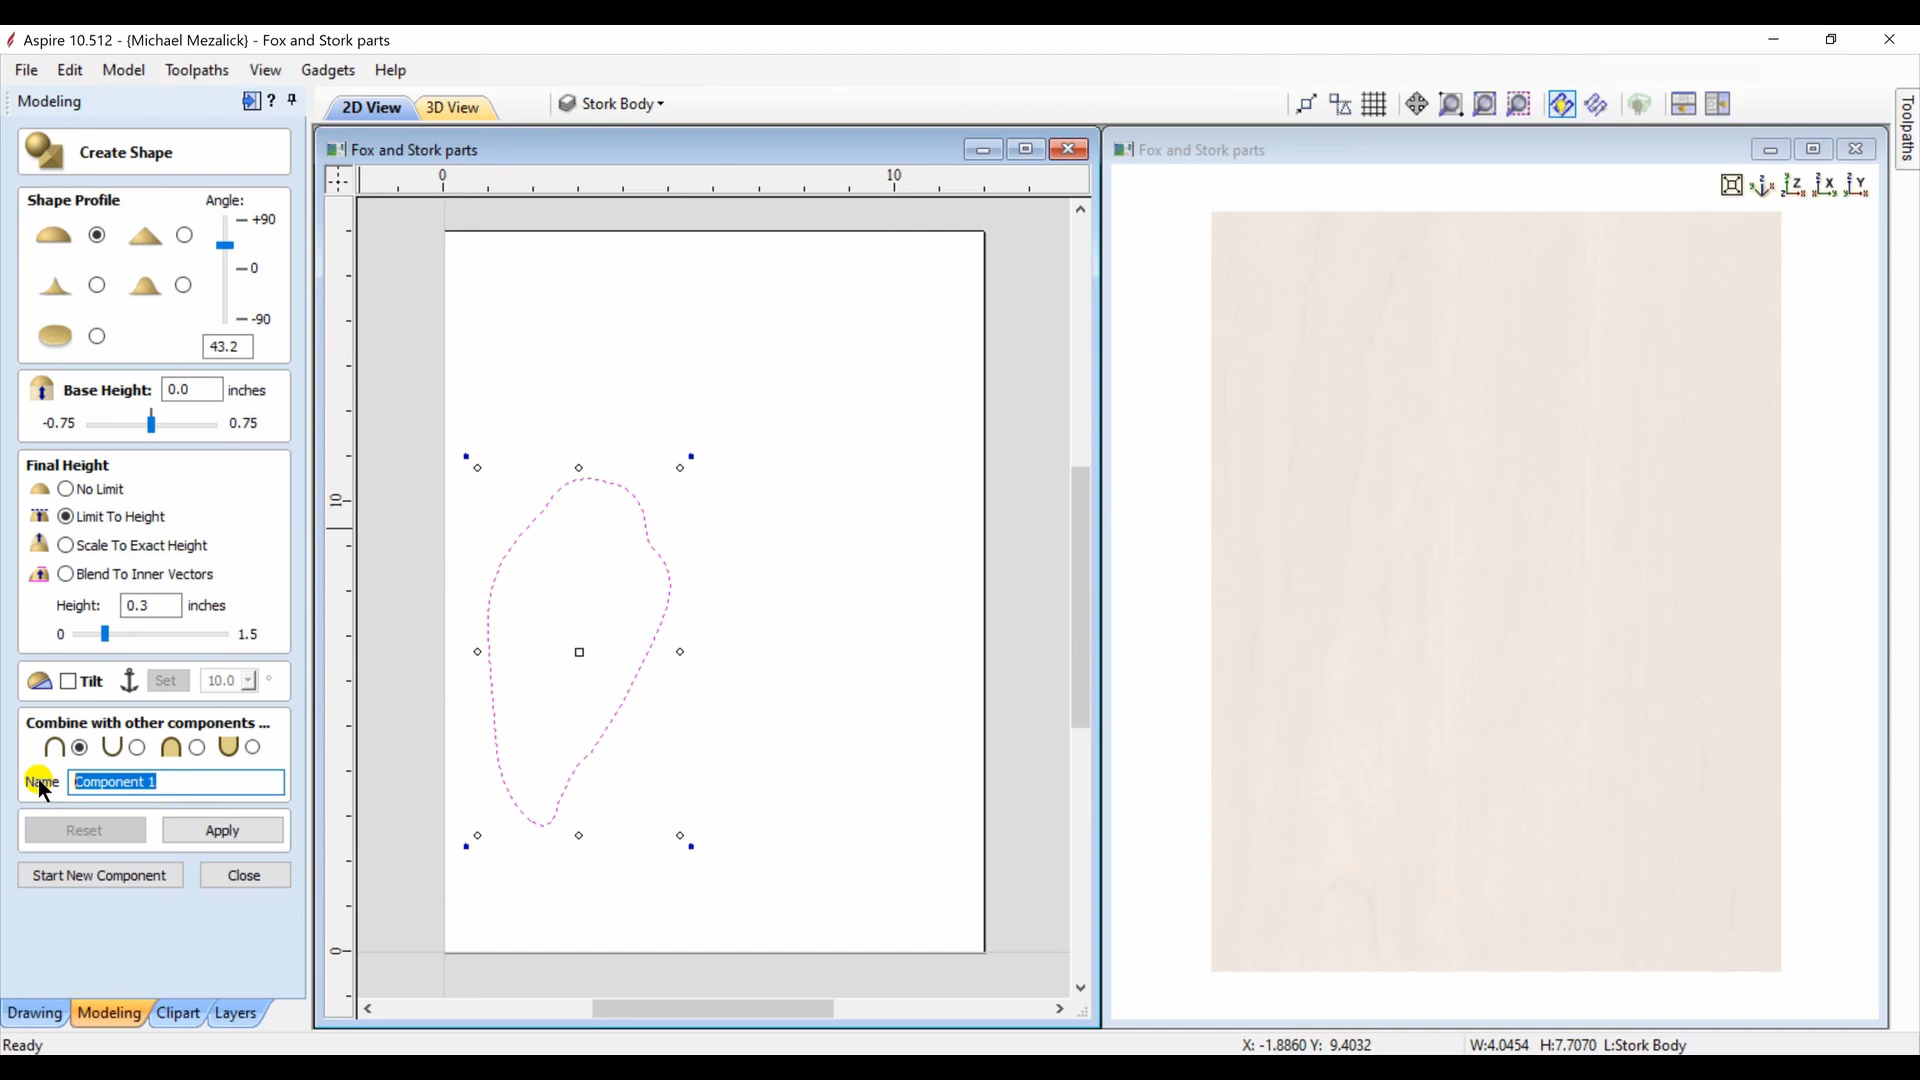 Aspire 10.512 - {Michael Mezalick} - Fox and Stork parts
File Edit Model Toolpaths View Gadgets Help
Modeling ?
2D View 3D View Stork Body
Toolpaths
Create Shape
Shape Profile Angle:
+90
0
-90
43.2
Base Height: 0.0 inches
-0.75 0.75
Final Height
No Limit
Limit To Height
Scale To Exact Height
Blend To Inner Vectors
Height: 0.3 inches
0 1.5
Tilt Set 10.0 °
Combine with other components ...
Name Component 1
Reset Apply
Start New Component Close
Drawing Modeling Clipart Layers
Fox and Stork parts
0 10
10
0
Fox and Stork parts
Z X Y
Ready X: -1.8860 Y: 9.4032 W:4.0454 H:7.7070 L:Stork Body